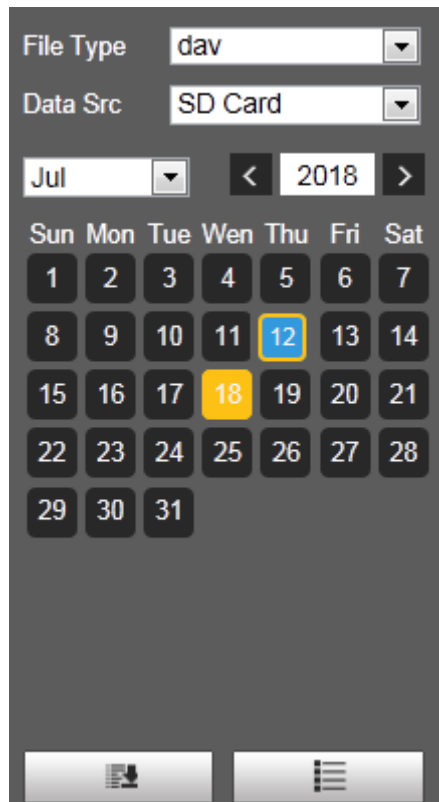 File Type dav
Data Src SD Card
Jul < 2018 >
Sun Mon Tue Wen Thu Fri Sat
1 2 3 4 5 6 7
8 9 10 11 12 13 14
15 16 17 18 19 20 21
22 23 24 25 26 27 28
29 30 31